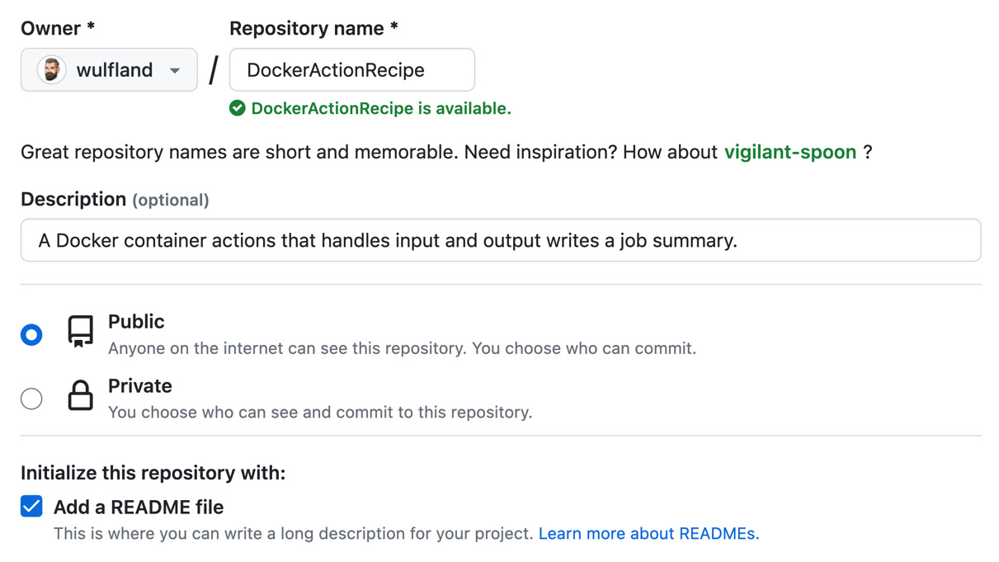 Owner * Repository name *
wulfland / DockerActionRecipe
DockerActionRecipe is available.
Great repository names are short and memorable. Need inspiration? How about vigilant-spoon ?
Description (optional)
A Docker container actions that handles input and output writes a job summary.
Public
Anyone on the internet can see this repository. You choose who can commit.
Private
You choose who can see and commit to this repository.
Initialize this repository with:
Add a README file
This is where you can write a long description for your project. Learn more about READMEs.